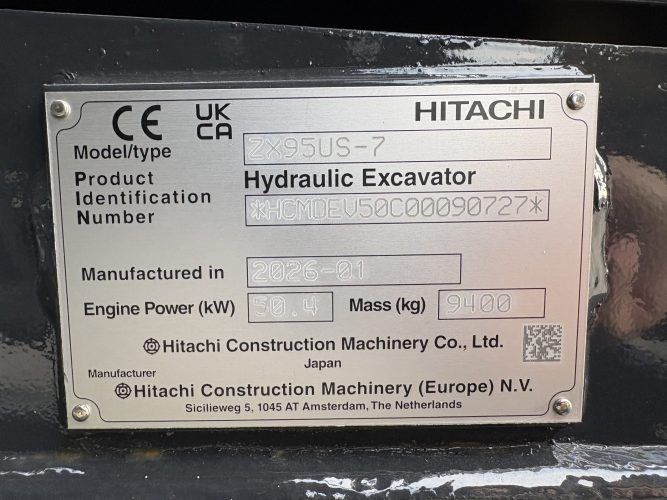 CE UK CA HITACHI
Model/type ZX95US-7
Product Hydraulic Excavator
Identification
Number *HCMDEV50C00090727*
Manufactured in 2026-01
Engine Power (kW) 50.4 Mass (kg) 9400
Hitachi Construction Machinery Co., Ltd.
Japan
Manufacturer
Hitachi Construction Machinery (Europe) N.V.
Sicilieweg 5, 1045 AT Amsterdam, The Netherlands